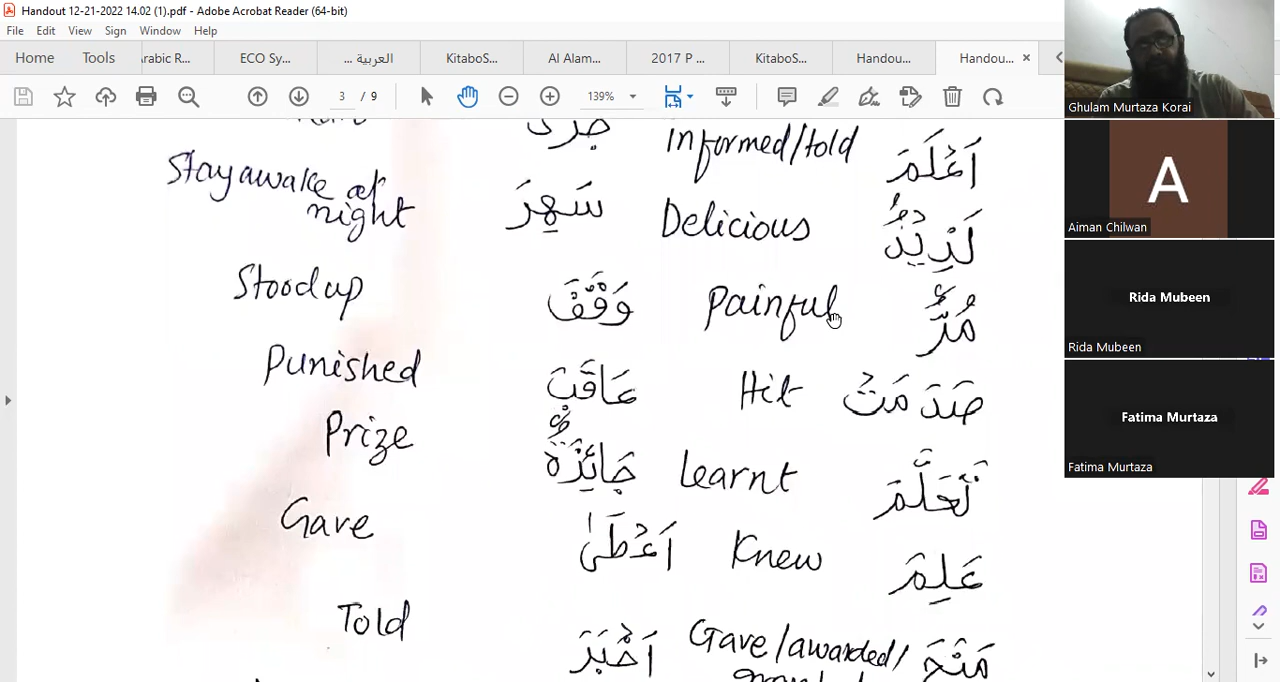 Handout 12-21-2022 14.02 (1).pdf - Adobe Acrobat Reader (64-bit)
File Edit View Sign Window Help
Home Tools arabic R... ECO Sy... العربية ... KitaboS... Al Alam... 2017 P ... KitaboS... Handou... Handou... ×
3 / 9 139%
جرى informed/told اَعْلَمَ
Stay awake at night سَهِرَ Delicious لَذِيْذٌ
Stood up وَقَفَ Painful مُرٌّ
Punished عَاقَبَ Hit صَدَمَتْ
Prize جَائِزَةٌ Learnt تَعَلَّمَ
Gave اَعْطَىٰ Knew عَلِمَ
Told اَخْبَرَ Gave/awarded/ مَنَحَ
Ghulam Murtaza Korai
A
Aiman Chilwan
Rida Mubeen
Rida Mubeen
Fatima Murtaza
Fatima Murtaza